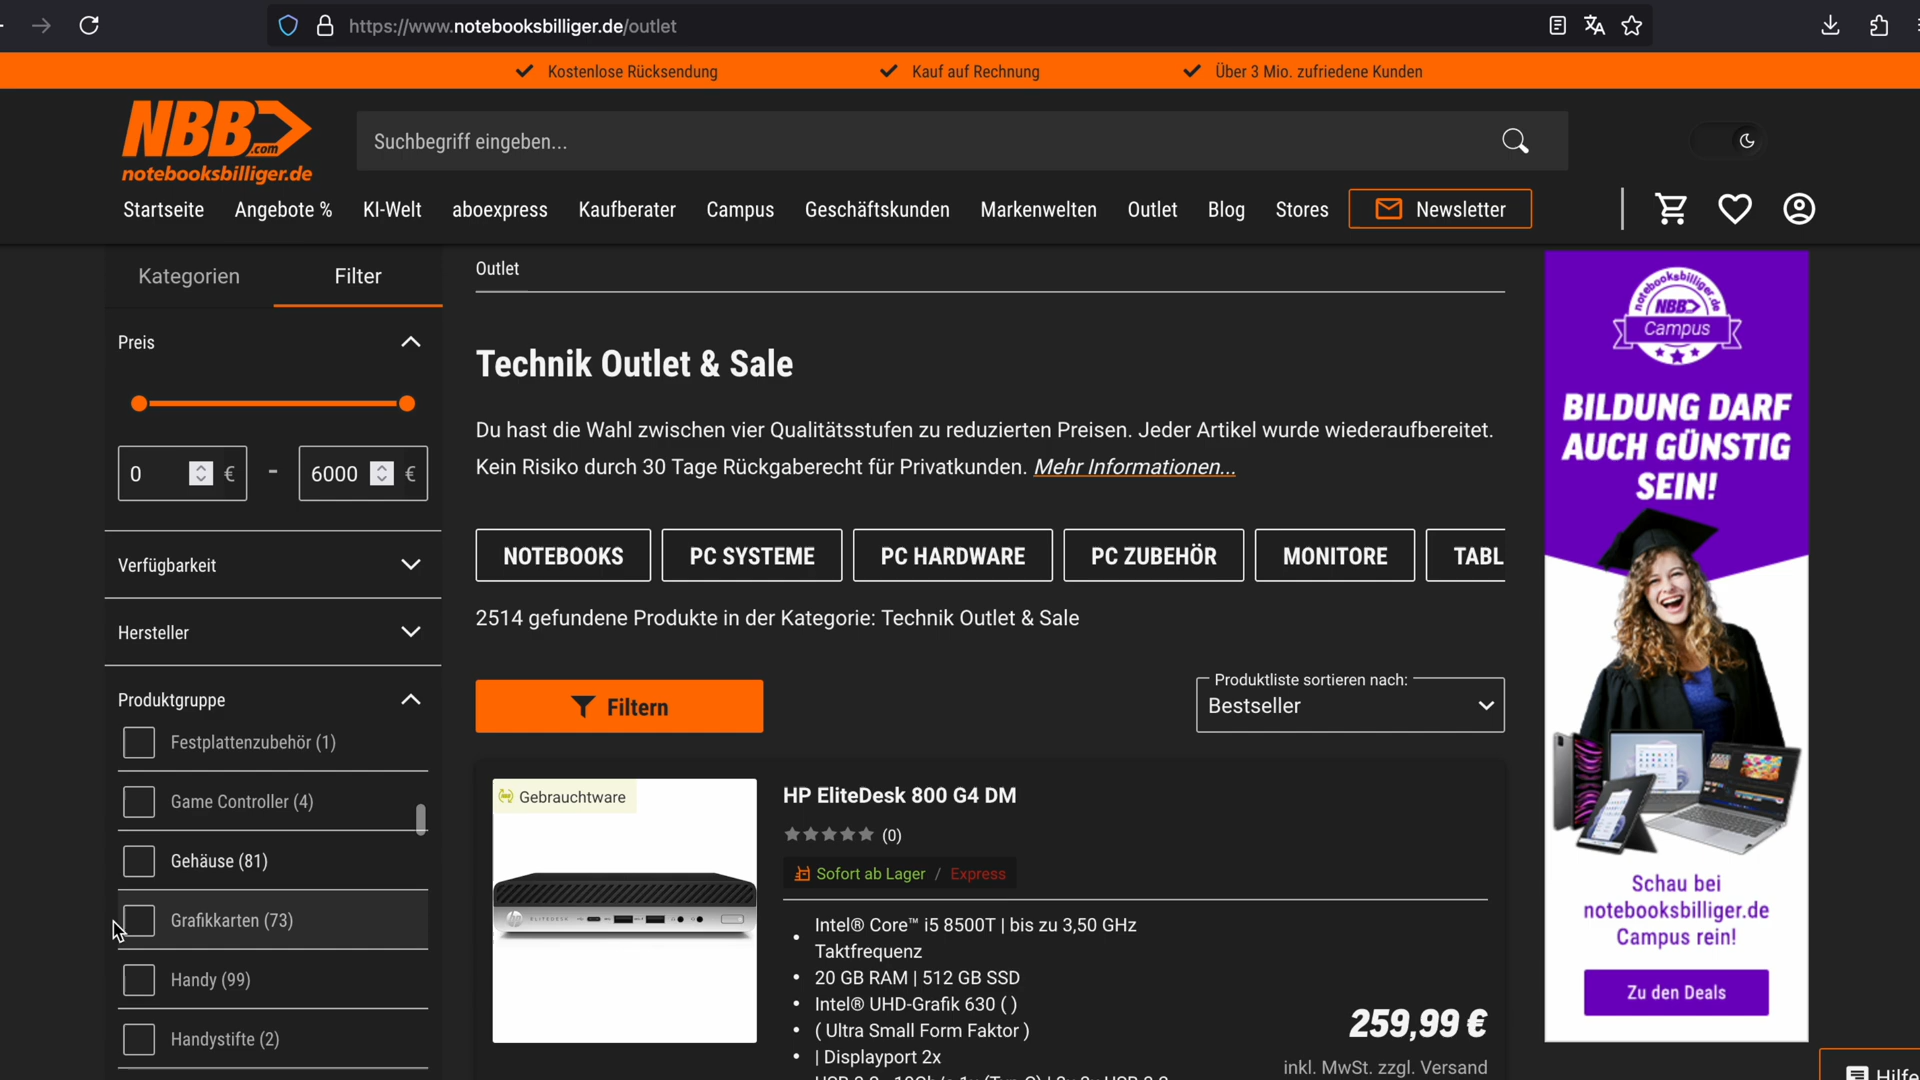 https://www.notebooksbilliger.de/outlet
Kostenlose Rücksendung
Kauf auf Rechnung
Über 3 Mio. zufriedene Kunden
NBB.com
notebooksbilliger.de
Suchbegriff eingeben...
Startseite
Angebote %
KI-Welt
aboexpress
Kaufberater
Campus
Geschäftskunden
Markenwelten
Outlet
Blog
Stores
Newsletter
Kategorien
Filter
Preis
0 €
-
6000 €
Verfügbarkeit
Hersteller
Produktgruppe
Festplattenzubehör (1)
Game Controller (4)
Gehäuse (81)
Grafikkarten (73)
Handy (99)
Handystifte (2)
Outlet
Technik Outlet & Sale
Du hast die Wahl zwischen vier Qualitätsstufen zu reduzierten Preisen. Jeder Artikel wurde wiederaufbereitet.
Kein Risiko durch 30 Tage Rückgaberecht für Privatkunden. Mehr Informationen...
NOTEBOOKS
PC SYSTEME
PC HARDWARE
PC ZUBEHÖR
MONITORE
TABL
2514 gefundene Produkte in der Kategorie: Technik Outlet & Sale
Filtern
Produktliste sortieren nach:
Bestseller
Gebrauchtware
HP EliteDesk 800 G4 DM
(0)
Sofort ab Lager / Express
• Intel® Core™ i5 8500T | bis zu 3,50 GHz
Taktfrequenz
• 20 GB RAM | 512 GB SSD
• Intel® UHD-Grafik 630 ( )
• ( Ultra Small Form Faktor )
• | Displayport 2x
259,99 €
inkl. MwSt. zzgl. Versand
notebooksbilliger.de
NBB
Campus
BILDUNG DARF
AUCH GÜNSTIG
SEIN!
Schau bei
notebooksbilliger.de
Campus rein!
Zu den Deals
Hilfe